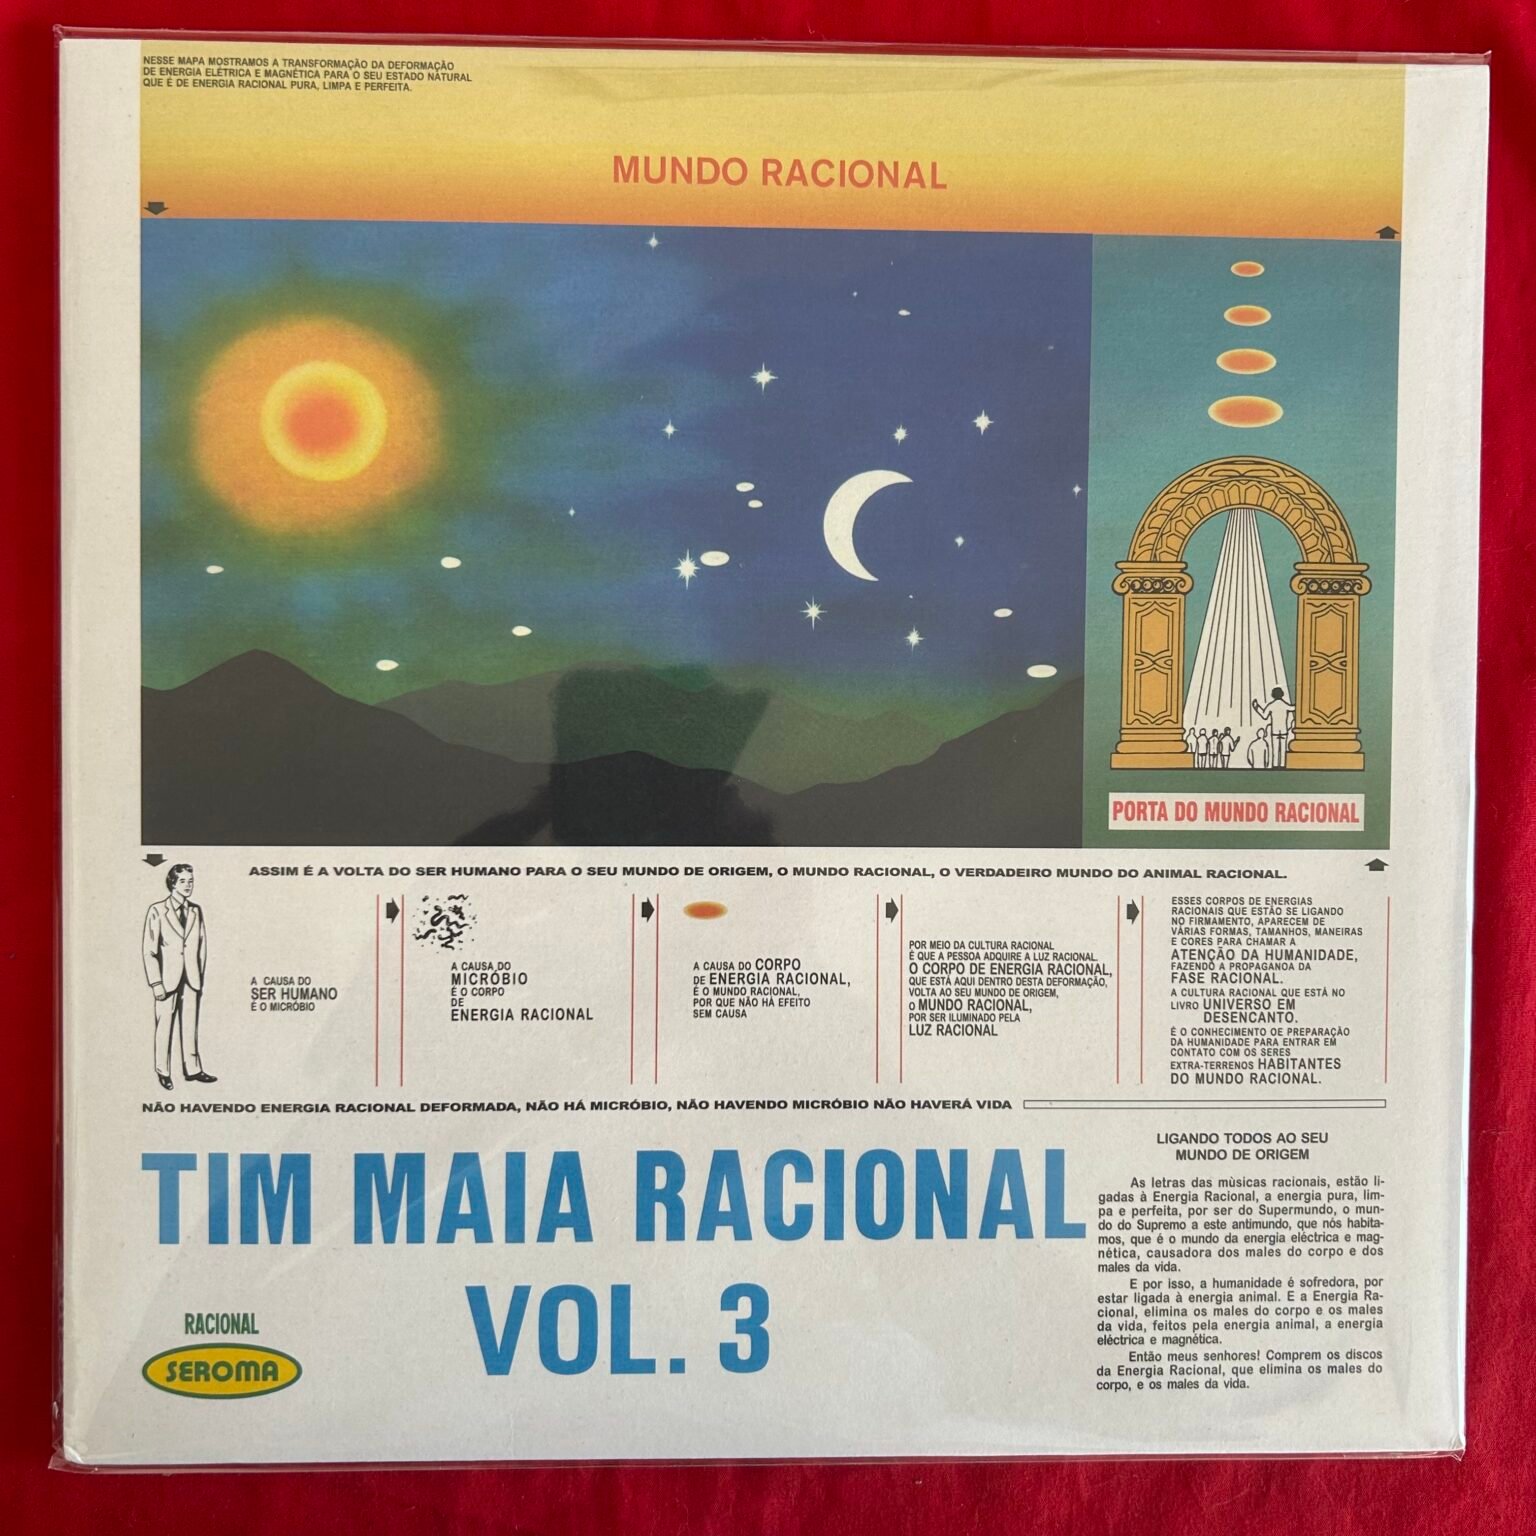 NESSE MAPA MOSTRAMOS A TRANSFORMAÇÃO DA DEFORMAÇÃO
DE ENERGIA ELÉTRICA E MAGNÉTICA PARA O SEU ESTADO NATURAL
QUE É DE ENERGIA RACIONAL PURA, LIMPA E PERFEITA.
MUNDO RACIONAL
PORTA DO MUNDO RACIONAL
ASSIM É A VOLTA DO SER HUMANO PARA O SEU MUNDO DE ORIGEM, O MUNDO RACIONAL, O VERDADEIRO MUNDO DO ANIMAL RACIONAL.
A CAUSA DO
SER HUMANO
É O MICRÓBIO
A CAUSA DO
MICRÓBIO
É O CORPO
DE
ENERGIA RACIONAL
A CAUSA DO CORPO
DE ENERGIA RACIONAL,
É O MUNDO RACIONAL,
POR QUE NÃO HÁ EFEITO
SEM CAUSA
POR MEIO DA CULTURA RACIONAL
É QUE A PESSOA ADQUIRE A LUZ RACIONAL.
O CORPO DE ENERGIA RACIONAL,
QUE ESTÁ AQUI DENTRO DESTA DEFORMAÇÃO,
VOLTA AO SEU MUNDO DE ORIGEM,
O MUNDO RACIONAL,
POR SER ILUMINADO PELA
LUZ RACIONAL
ESSES CORPOS DE ENERGIAS
RACIONAIS QUE ESTÃO SE LIGANDO
NO FIRMAMENTO, APARECEM DE
VÁRIAS FORMAS, TAMANHOS, MANEIRAS
E CORES PARA CHAMAR A
ATENÇÃO DA HUMANIDADE,
FAZENDO A PROPAGANDA DA
FASE RACIONAL.
A CULTURA RACIONAL QUE ESTÁ NO
LIVRO UNIVERSO EM
DESENCANTO.
É O CONHECIMENTO DE PREPARAÇÃO
DA HUMANIDADE PARA ENTRAR EM
CONTATO COM OS SERES
EXTRA-TERRENOS HABITANTES
DO MUNDO RACIONAL.
NÃO HAVENDO ENERGIA RACIONAL DEFORMADA, NÃO HÁ MICRÓBIO, NÃO HAVENDO MICRÓBIO NÃO HAVERÁ VIDA
TIM MAIA RACIONAL
VOL. 3
RACIONAL
SEROMA
LIGANDO TODOS AO SEU
MUNDO DE ORIGEM
As letras das mùsicas racionais, estão li-
gadas à Energia Racional, a energia pura, lim-
pa e perfeita, por ser do Supermundo, o mun-
do do Supremo a este antimundo, que nós habita-
mos, que é o mundo da energia eléctrica e mag-
nética, causadora dos males do corpo e dos
males da vida.
E por isso, a humanidade é sofredora, por
estar ligada à energia animal. E a Energia Ra-
cional, elimina os males do corpo e os males
da vida, feitos pela energia animal, a energia
eléctrica e magnética.
Então meus senhores! Comprem os discos
da Energia Racional, que elimina os males do
corpo, e os males da vida.